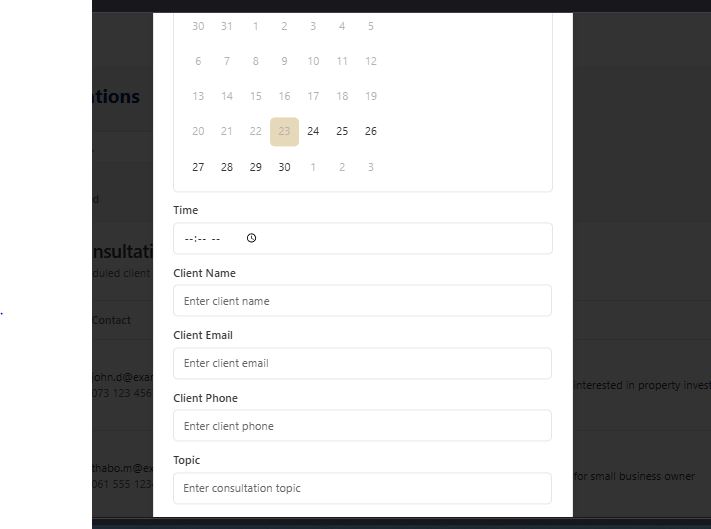 30 31 1 2 3 4 5
6 7 8 9 10 11 12
13 14 15 16 17 18 19
ations
20 21 22 23 24 25 26
27 28 29 30 1 2 3
d
Time
--:-- --
nsultati
duled client
Client Name
Enter client name
Contact
Client Email
Enter client email
john.d@exa
073 123 456
interested in property invest
Client Phone
Enter client phone
Topic
thabo.m@ex
061 555 123
for small business owner
Enter consultation topic